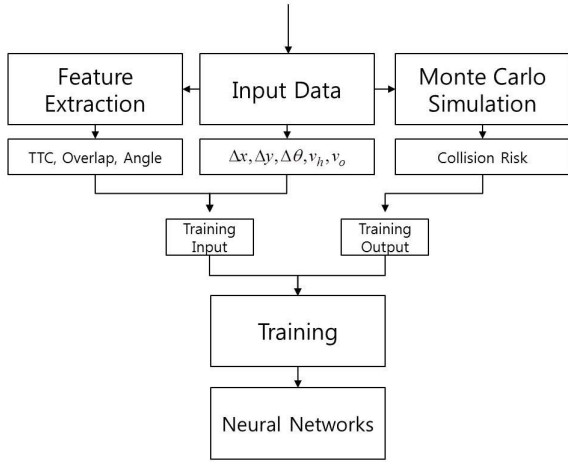 Feature
Extraction
Input Data
Monte Carlo
Simulation
TTC, Overlap, Angle
Δx, Δy, Δθ, v_h, v_o
Collision Risk
Training
Input
Training
Output
Training
Neural Networks